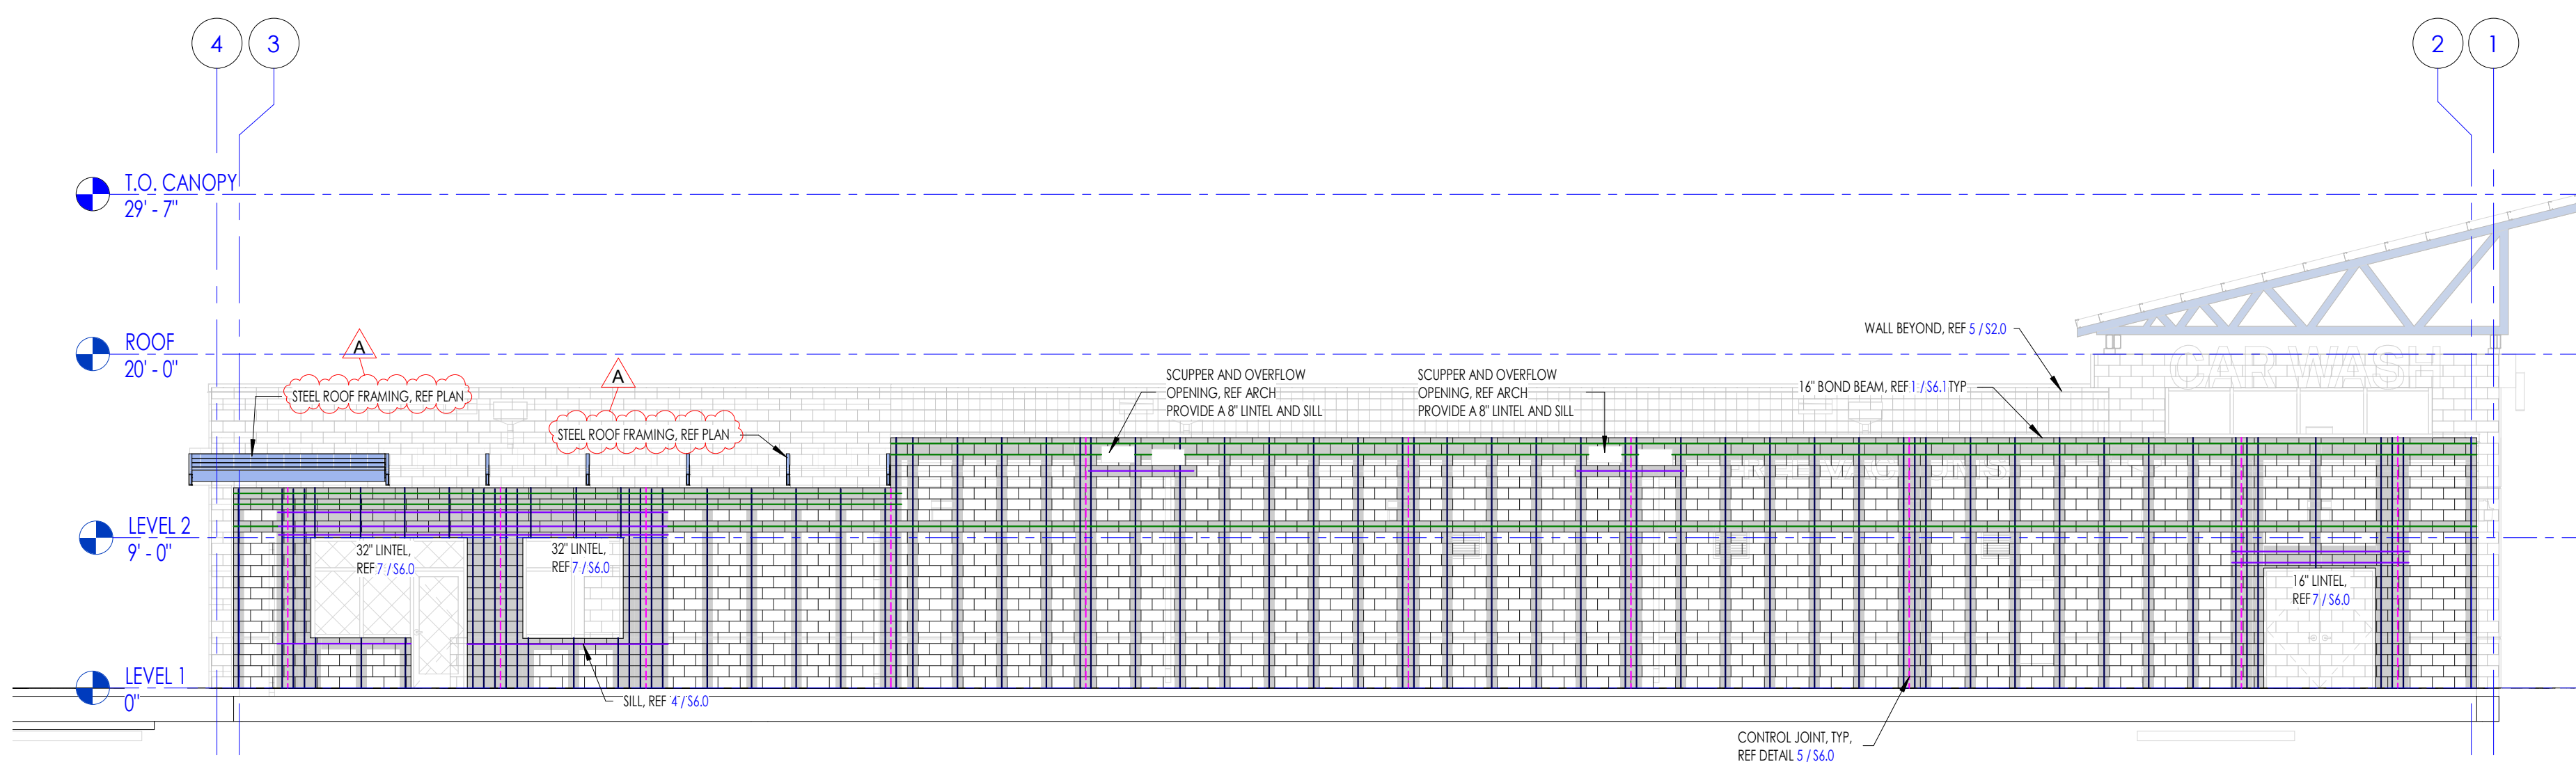 4
3
2
1
T.O. CANOPY
29' - 7"
ROOF
20' - 0"
A
A
STEEL ROOF FRAMING, REF PLAN
STEEL ROOF FRAMING, REF PLAN
SCUPPER AND OVERFLOW
OPENING, REF ARCH
PROVIDE A 8" LINTEL AND SILL
SCUPPER AND OVERFLOW
OPENING, REF ARCH
PROVIDE A 8" LINTEL AND SILL
WALL BEYOND, REF 5 / S2.0
CAR WASH
16" BOND BEAM, REF 1 / S6.1 TYP
LEVEL 2
9' - 0"
32" LINTEL,
REF 7 / S6.0
32" LINTEL,
REF 7 / S6.0
16" LINTEL,
REF 7 / S6.0
LEVEL 1
0"
SILL, REF 4 / S6.0
CONTROL JOINT, TYP,
REF DETAIL 5 / S6.0